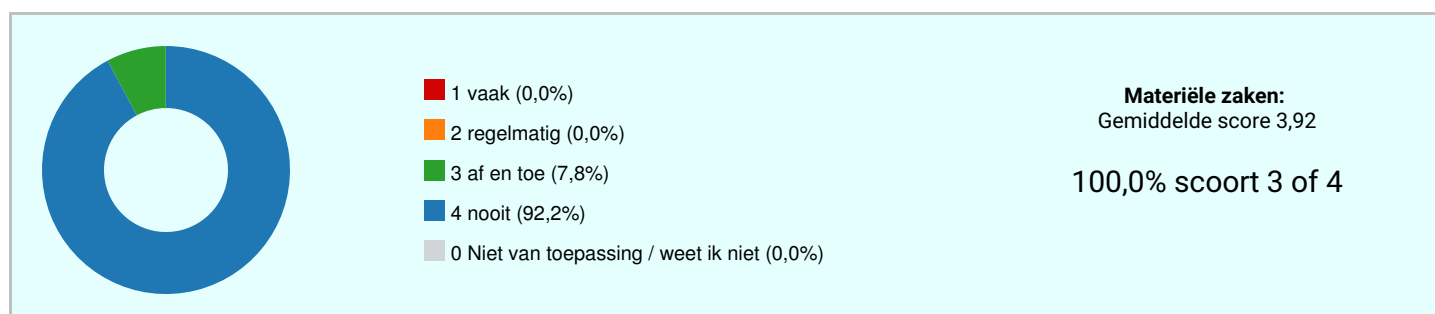 1 vaak (0,0%)
2 regelmatig (0,0%)
3 af en toe (7,8%)
4 nooit (92,2%)
0 Niet van toepassing / weet ik niet (0,0%)
Materiële zaken:
Gemiddelde score 3,92
100,0% scoort 3 of 4